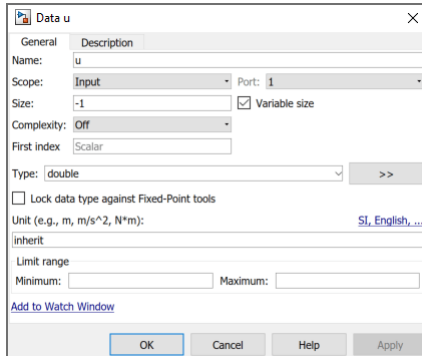 Data u
General Description
Name: u
Scope: Input Port: 1
Size: -1 Variable size
Complexity: Off
First index Scalar
Type: double >>
Lock data type against Fixed-Point tools
Unit (e.g., m, m/s^2, N*m): SI, English, ...
inherit
Limit range
Minimum: Maximum:
Add to Watch Window
OK Cancel Help Apply